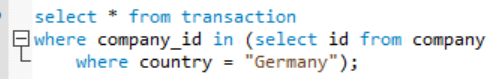 select * from transaction
where company_id in (select id from company
where country = "Germany");